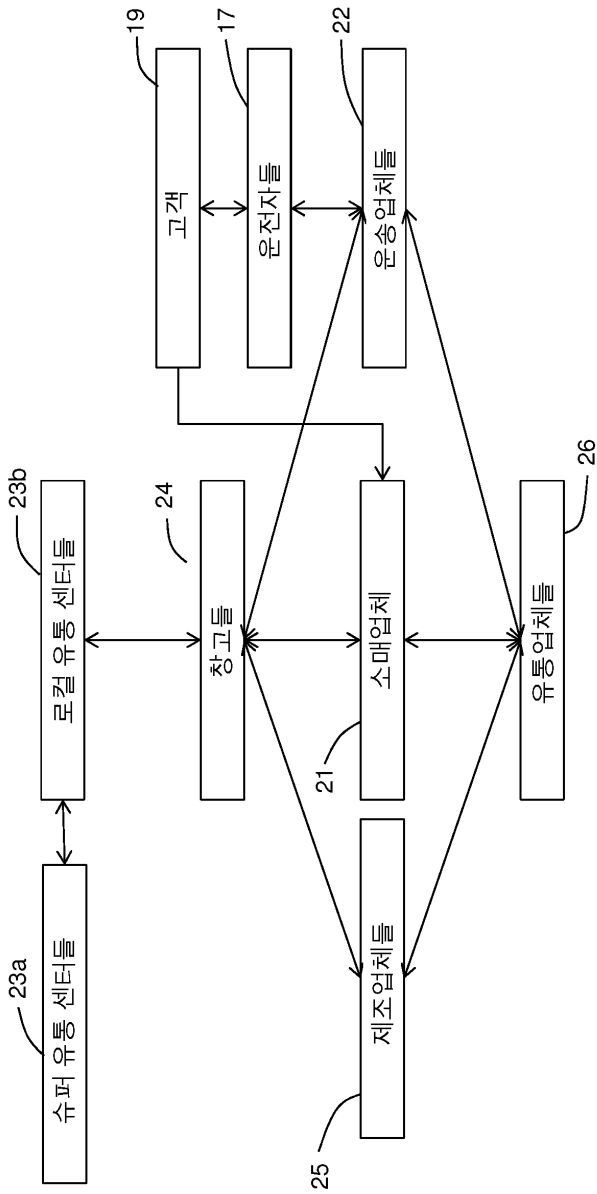 23a
슈퍼 유통 센터들
23b
로컬 유통 센터들
19
고객
24
창고들
17
운전자들
25
제조업체들
21
소매업체
22
운송업체들
26
유통업체들